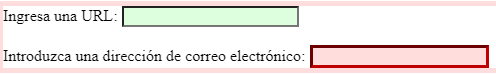 Ingresa una URL:
Introduzca una dirección de correo electrónico: